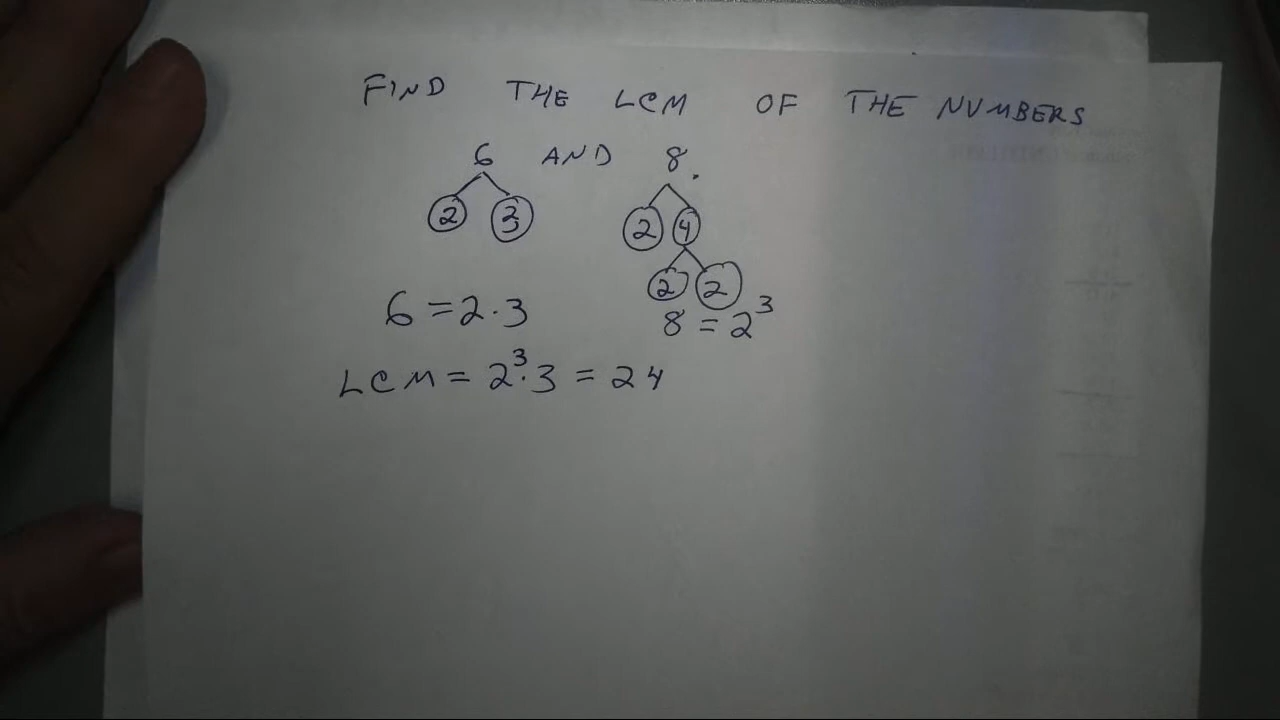 FIND THE LCM OF THE NUMBERS
6 AND 8.
2 3 2 4
2 2
6 = 2 · 3
8 = 2³
LCM = 2³ · 3 = 24